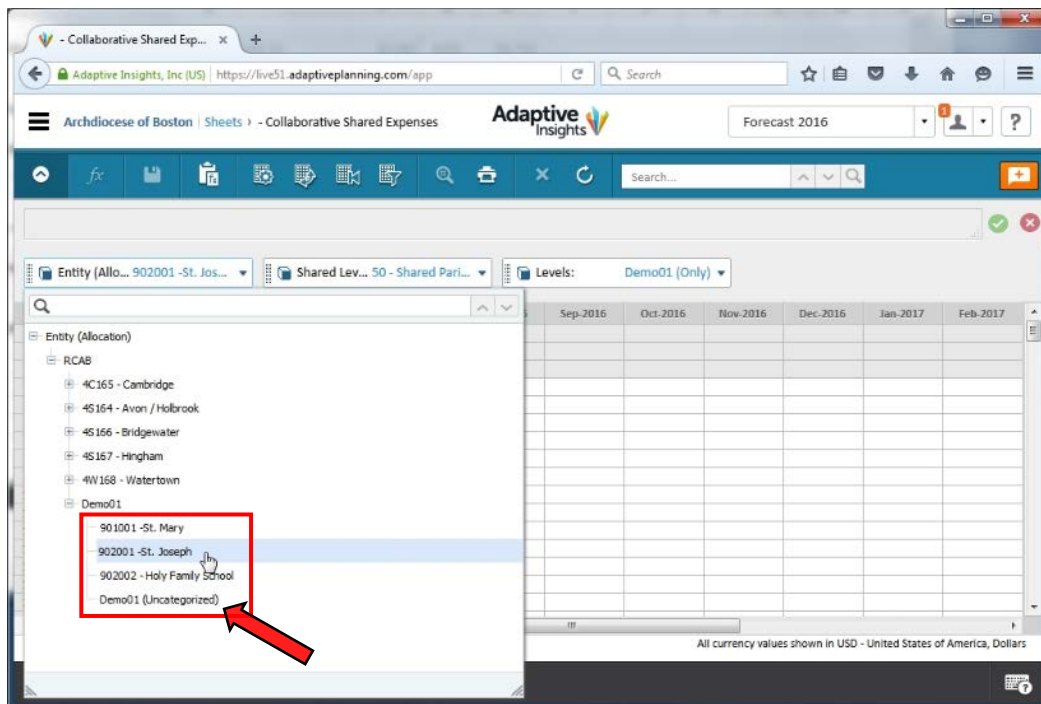 - Collaborative Shared Exp...
Adaptive Insights, Inc (US) https://live51.adaptiveplanning.com/app Search
Archdiocese of Boston Sheets › - Collaborative Shared Expenses Adaptive Insights Forecast 2016 1 ?
fx Search...
Entity (Allo... 902001 -St. Jos... Shared Lev... 50 - Shared Pari... Levels: Demo01 (Only)
Sep-2016 Oct-2016 Nov-2016 Dec-2016 Jan-2017 Feb-2017
Entity (Allocation)
RCAB
4C165 - Cambridge
4S164 - Avon / Holbrook
4S166 - Bridgewater
4S167 - Hingham
4W168 - Watertown
Demo01
901001 -St. Mary
902001 -St. Joseph
902002 - Holy Family School
Demo01 (Uncategorized)
All currency values shown in USD - United States of America, Dollars